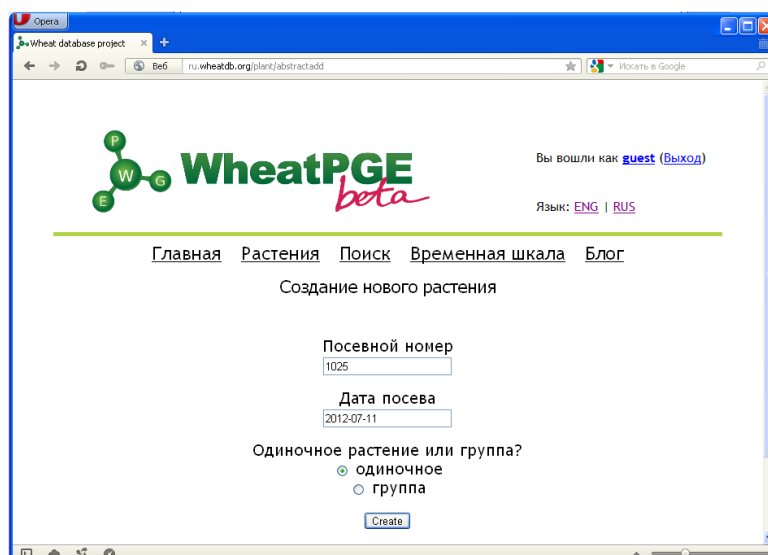 Opera
Wheat database project
Веб
ru.wheatdb.org/plant/abstractadd
Искать в Google
P
W
G
E
WheatPGE
beta
Вы вошли как guest (Выход)
Язык: ENG | RUS
Главная Растения Поиск Временная шкала Блог
Создание нового растения
Посевной номер
1025
Дата посева
2012-07-11
Одиночное растение или группа?
одиночное
группа
Create